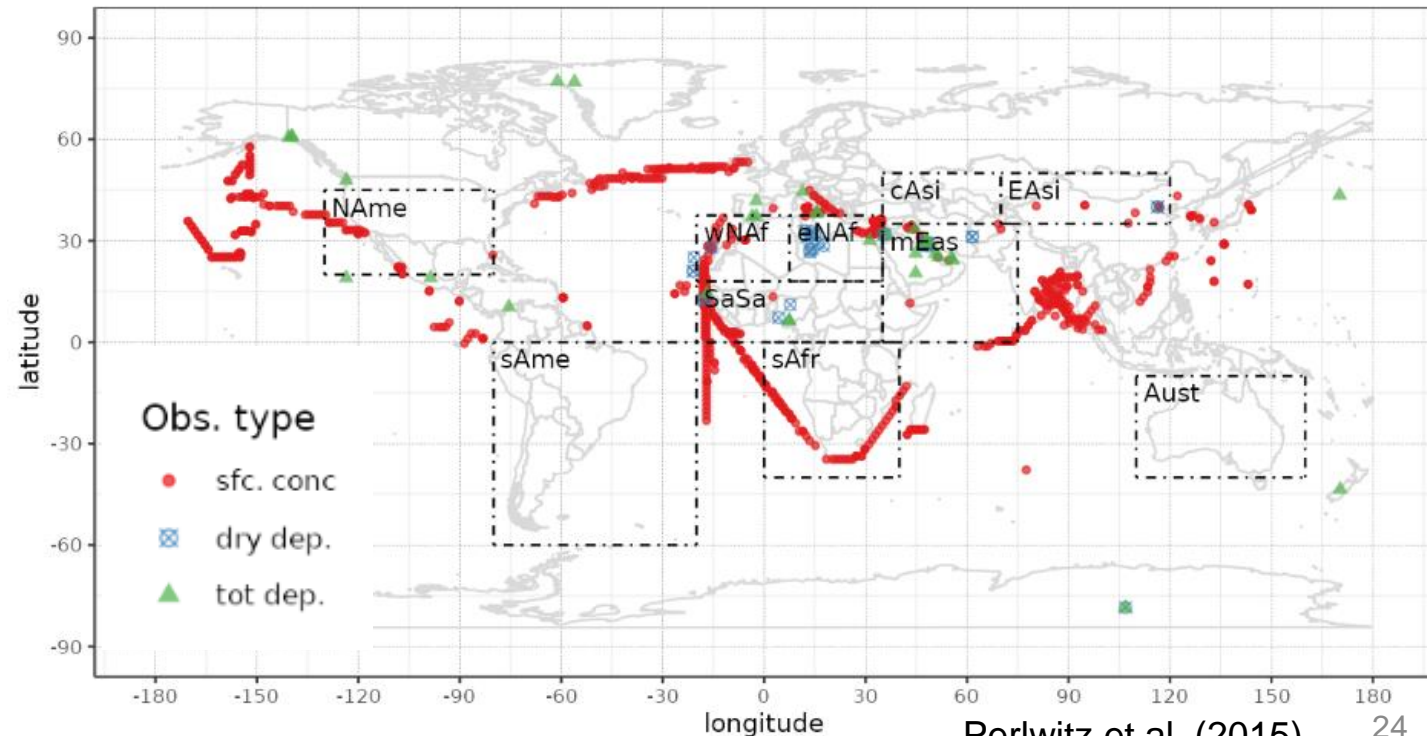 90
60
30
0
-30
-60
-90
latitude
NAme
cAsi
EAsi
wNAf
eNAf
mEas
SaSa
sAme
sAfr
Aust
Obs. type
sfc. conc
dry dep.
tot dep.
-180 -150 -120 -90 -60 -30 0 30 60 90 120 150 180
longitude
Perlwitz et al. (2015)
24